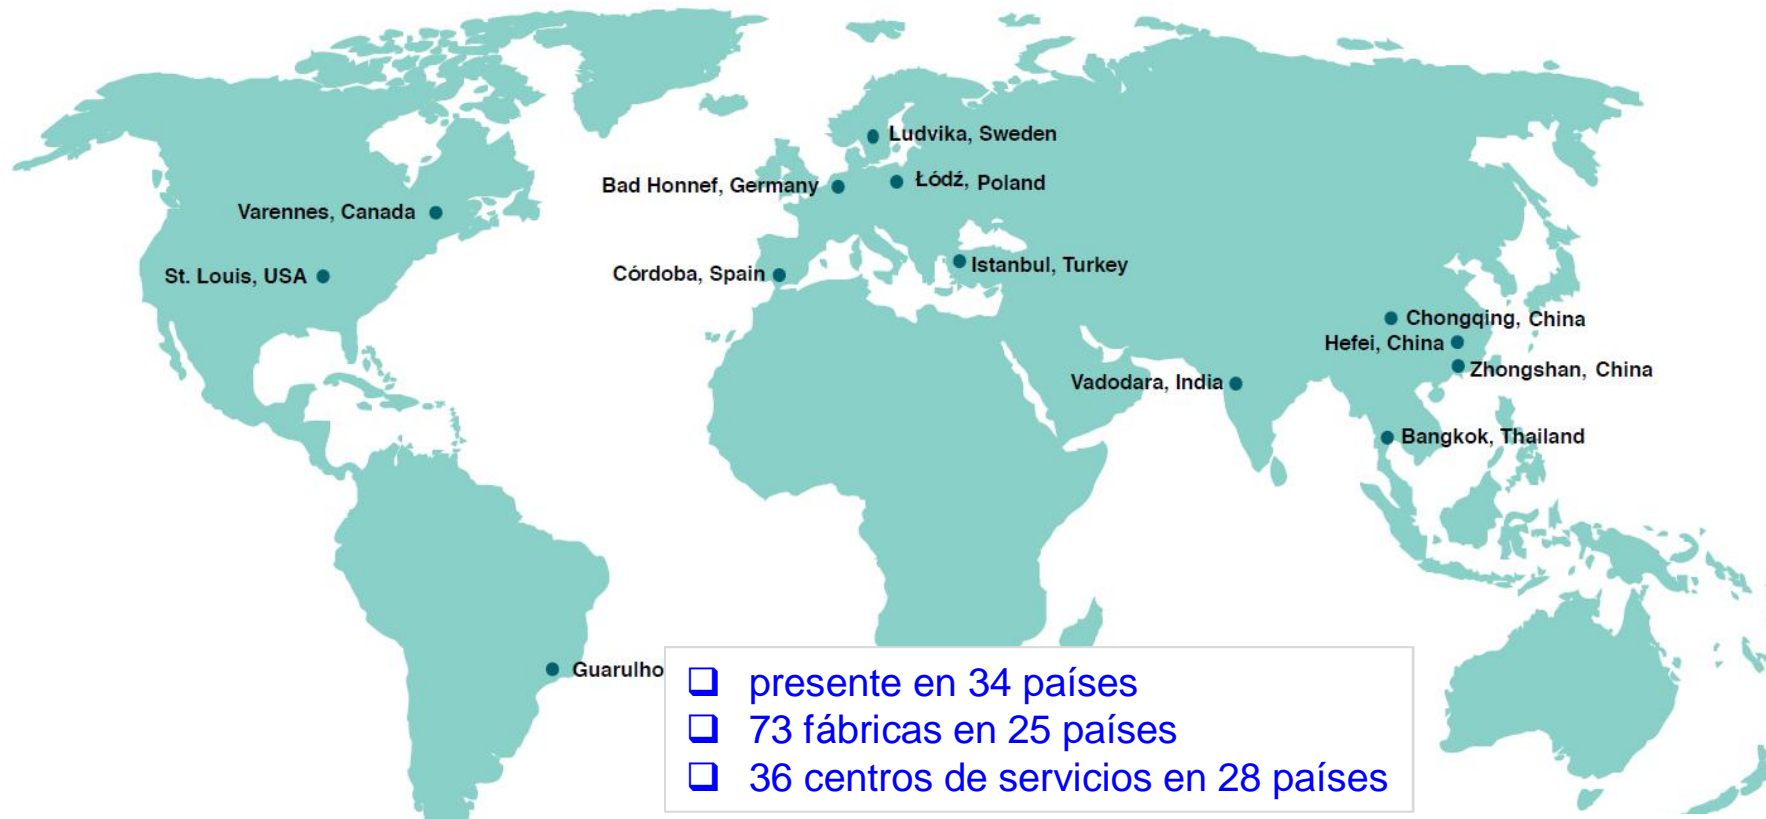 Ludvika, Sweden
Bad Honnef, Germany
Łódź, Poland
Varennes, Canada
St. Louis, USA
Córdoba, Spain
Istanbul, Turkey
Chongqing, China
Hefei, China
Zhongshan, China
Vadodara, India
Bangkok, Thailand
Guarulho
❑ presente en 34 países
❑ 73 fábricas en 25 países
❑ 36 centros de servicios en 28 países